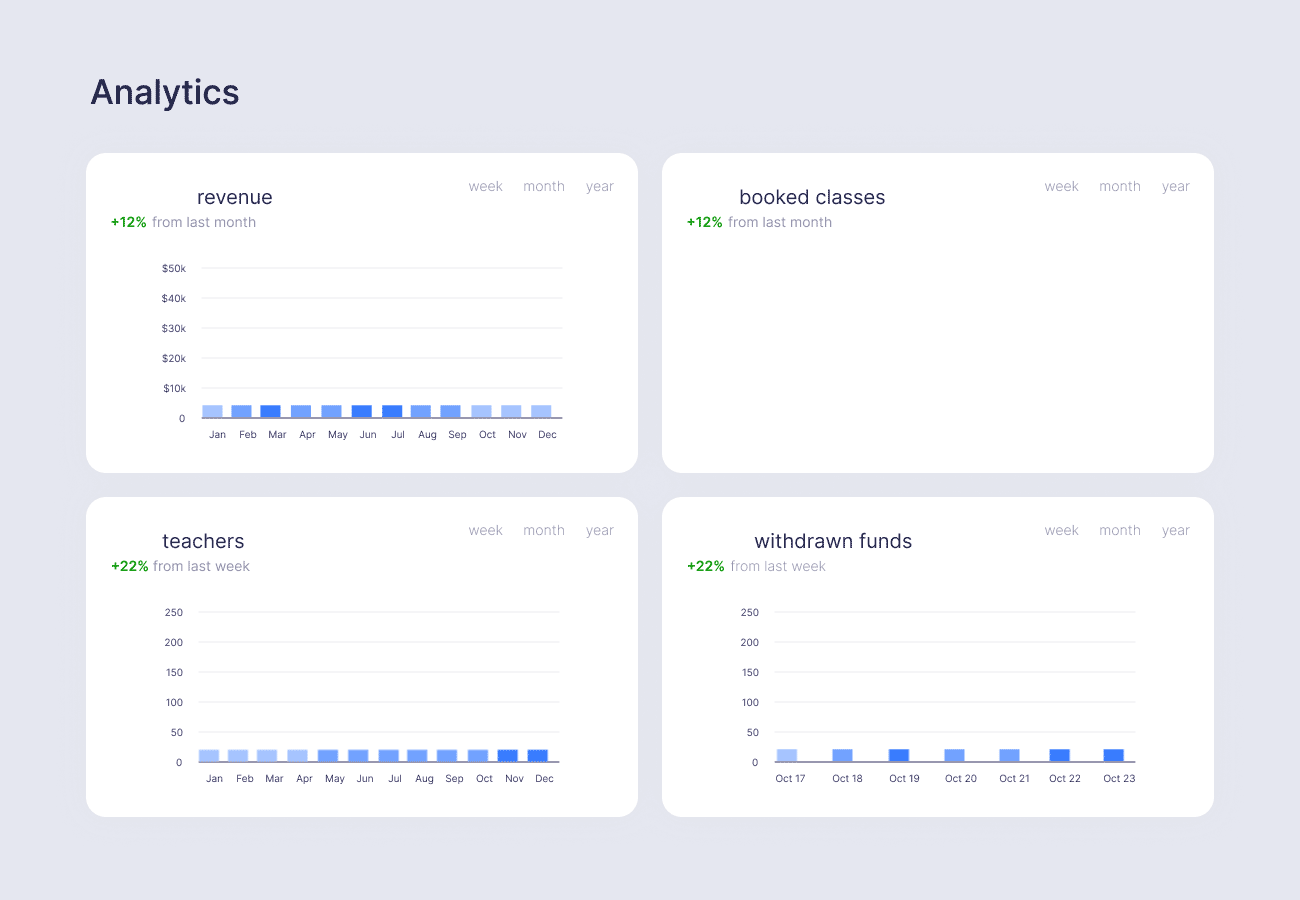 Analytics
revenue
week month year
+12% from last month
$50k
$40k
$30k
$20k
$10k
0
Jan Feb Mar Apr May Jun Jul Aug Sep Oct Nov Dec
booked classes
week month year
+12% from last month
teachers
week month year
+22% from last week
250
200
150
100
50
0
Jan Feb Mar Apr May Jun Jul Aug Sep Oct Nov Dec
withdrawn funds
week month year
+22% from last week
250
200
150
100
50
0
Oct 17 Oct 18 Oct 19 Oct 20 Oct 21 Oct 22 Oct 23